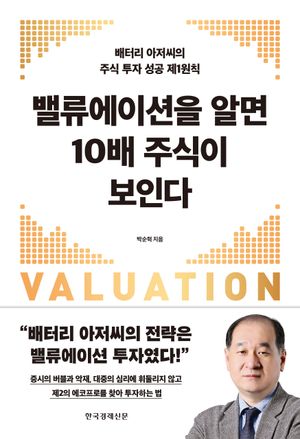 배터리 아저씨의
주식 투자 성공 제1원칙
밸류에이션을 알면
10배 주식이
보인다
박순혁 지음
VALUATION
“배터리 아저씨의 전략은
밸류에이션 투자였다!”
증시의 버블과 악재, 대중의 심리에 휘둘리지 않고
제2의 에코프로를 찾아 투자하는 법
한국경제신문